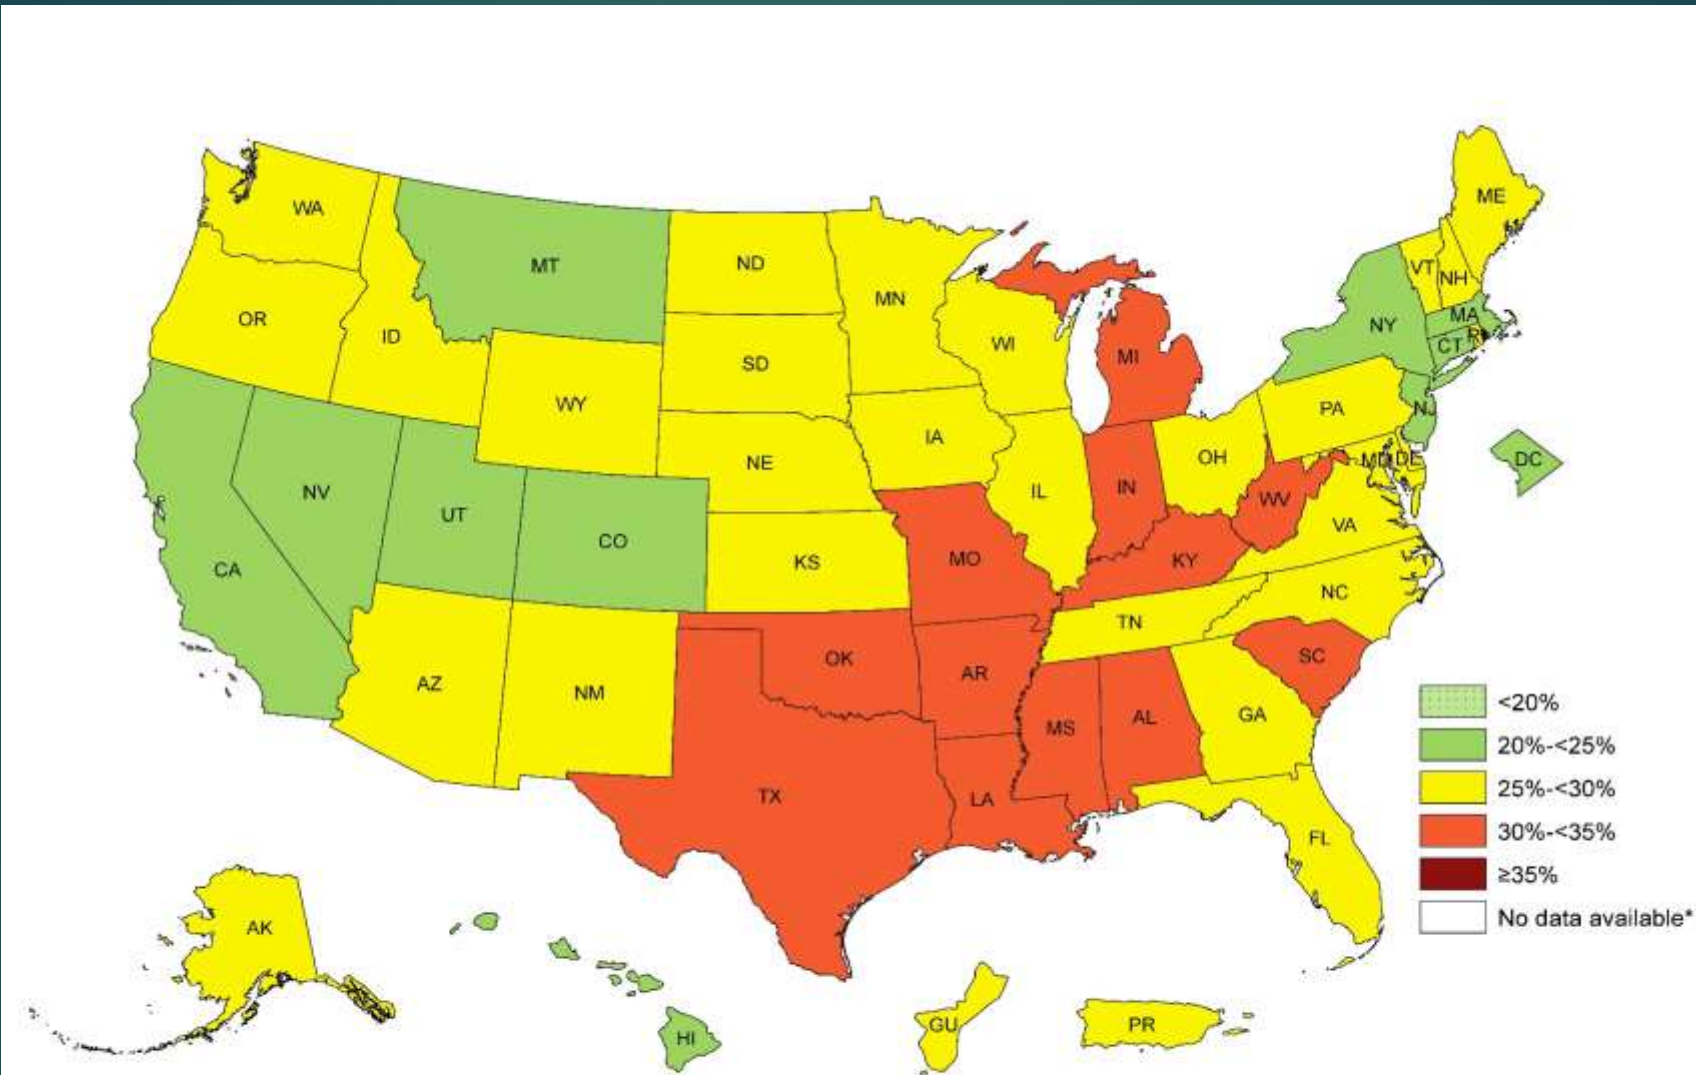 WA
MT
ND
MN
ME
VT
NH
OR
ID
SD
WI
MI
NY
MA
CT
RI
WY
NE
IA
PA
NJ
NV
UT
CO
KS
IL
IN
OH
WV
MD
DE
DC
CA
MO
KY
VA
AZ
NM
OK
AR
TN
NC
SC
TX
LA
MS
AL
GA
FL
AK
HI
GU
PR
<20%
20%-<25%
25%-<30%
30%-<35%
≥35%
No data available*